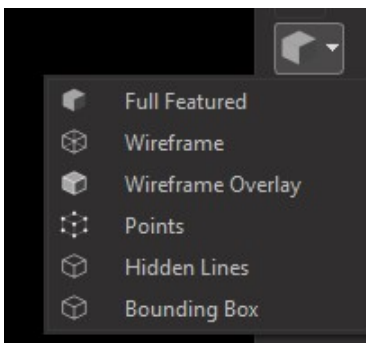 Full Featured
Wireframe
Wireframe Overlay
Points
Hidden Lines
Bounding Box